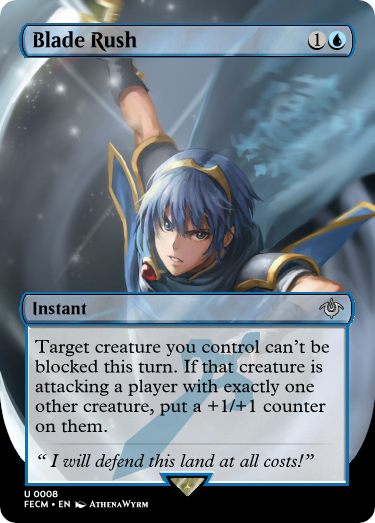 Blade Rush 1
Instant
Target creature you control can't be
blocked this turn. If that creature is
attacking a player with exactly one
other creature, put a +1/+1 counter
on them.
“ I will defend this land at all costs!”
U 0008
FECM • EN AthenaWyrm